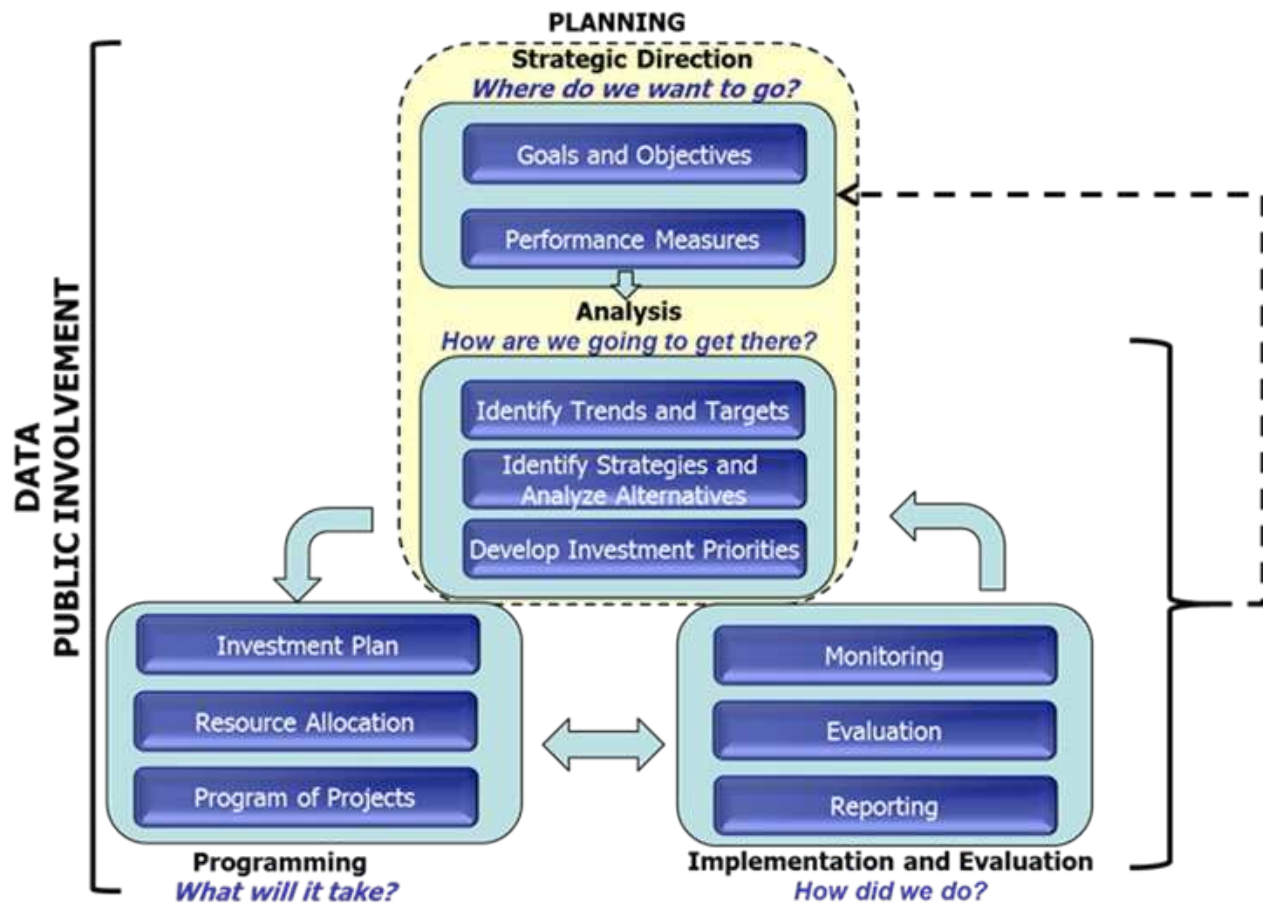 PLANNING
Strategic Direction
Where do we want to go?
Goals and Objectives
Performance Measures
Analysis
How are we going to get there?
Identify Trends and Targets
Identify Strategies and
Analyze Alternatives
Develop Investment Priorities
DATA
PUBLIC INVOLVEMENT
Investment Plan
Resource Allocation
Program of Projects
Programming
What will it take?
Monitoring
Evaluation
Reporting
Implementation and Evaluation
How did we do?